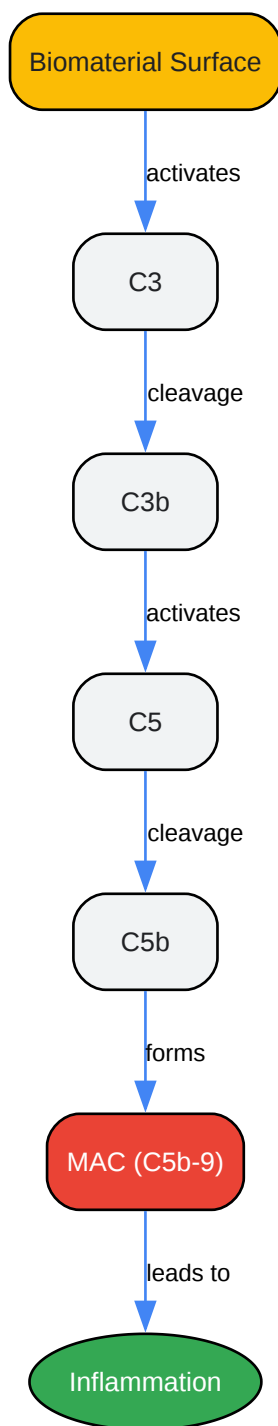 Biomaterial Surface
activates
C3
cleavage
C3b
activates
C5
cleavage
C5b
forms
MAC (C5b-9)
leads to
Inflammation